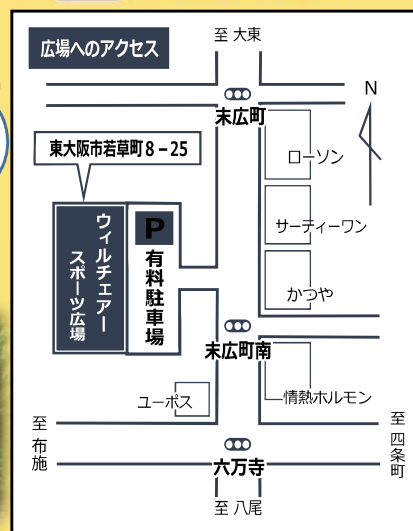 広場へのアクセス
至 大東
N
末広町
東大阪市若草町8－25
ローソン
サーティーワン
ウィルチェアー
スポーツ広場
P
有料駐車場
かつや
末広町南
ユーポス
情熱ホルモン
至 布施
至 四条町
六万寺
至 八尾